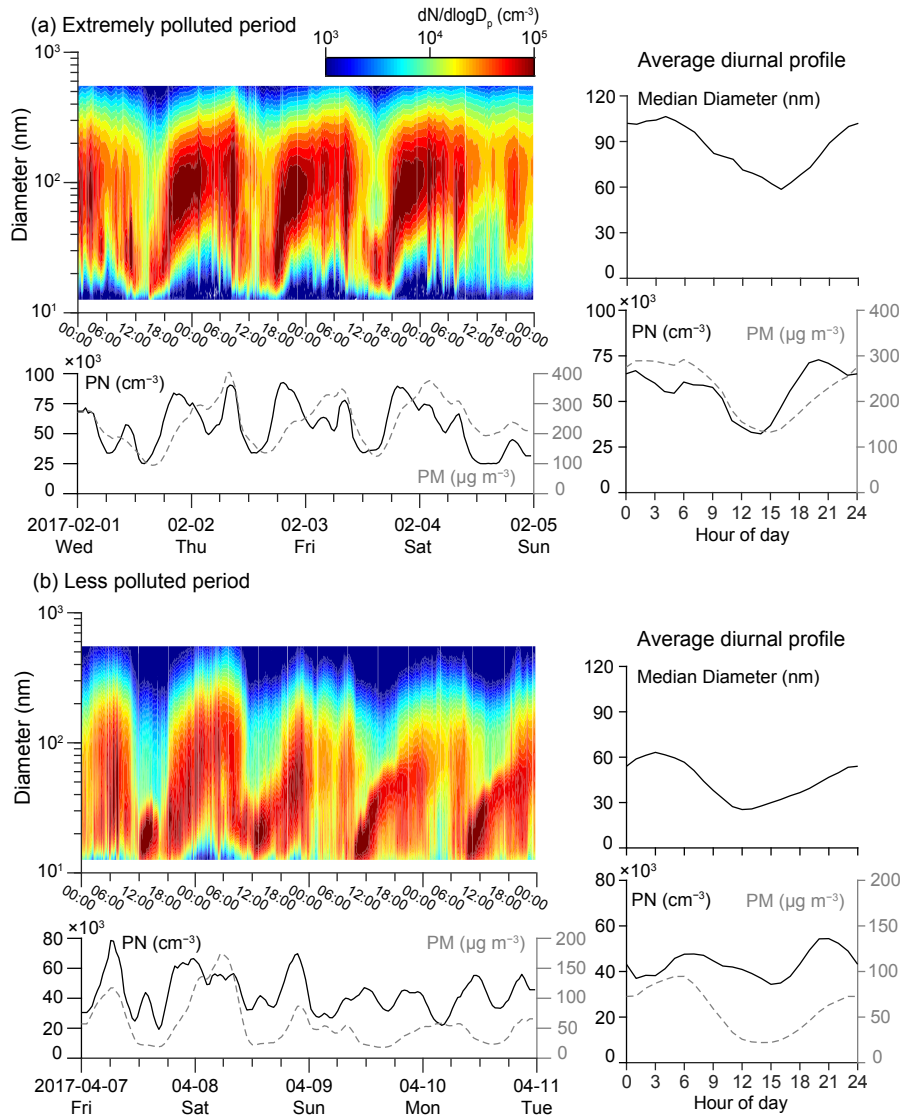 (a) Extremely polluted period
dN/dlogDp (cm⁻³)
10³ 10⁴ 10⁵
Diameter (nm)
10³
10²
10¹
00:00 06:00 12:00 18:00 00:00 06:00 12:00 18:00 00:00 06:00 12:00 18:00 00:00 06:00 12:00 18:00 00:00
×10³
100
75
50
25
PN (cm⁻³)
PM (µg m⁻³)
400
300
200
100
0
2017-02-01 02-02 02-03 02-04 02-05
Wed Thu Fri Sat Sun
Average diurnal profile
Median Diameter (nm)
120
90
60
30
0
×10³
100
75
50
25
0
PN (cm⁻³) PM (µg m⁻³)
400
300
200
100
0
0 3 6 9 12 15 18 21 24
Hour of day
(b) Less polluted period
Diameter (nm)
10³
10²
10¹
00:00 06:00 12:00 18:00 00:00 06:00 12:00 18:00 00:00 06:00 12:00 18:00 00:00 06:00 12:00 18:00 00:00
×10³
80
60
40
20
0
PN (cm⁻³) PM (µg m⁻³)
200
150
100
50
0
2017-04-07 04-08 04-09 04-10 04-11
Fri Sat Sun Mon Tue
Average diurnal profile
Median Diameter (nm)
120
90
60
30
0
×10³
80
60
40
20
0
PN (cm⁻³) PM (µg m⁻³)
200
150
100
50
0
0 3 6 9 12 15 18 21 24
Hour of day